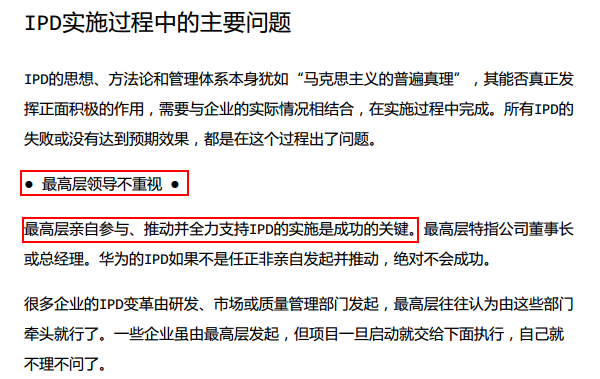 IPD实施过程中的主要问题
IPD的思想、方法论和管理体系本身犹如“马克思主义的普遍真理”，其能否真正发
挥正面积极的作用，需要与企业的实际情况相结合，在实施过程中完成。所有IPD的
失败或没有达到预期效果，都是在这个过程出了问题。
● 最高层领导不重视 ●
最高层亲自参与、推动并全力支持IPD的实施是成功的关键。最高层特指公司董事长
或总经理。华为的IPD如果不是任正非亲自发起并推动，绝对不会成功。
很多企业的IPD变革由研发、市场或质量管理部门发起，最高层往往认为由这些部门
牵头就行了。一些企业虽由最高层发起，但项目一旦启动就交给下面执行，自己就
不理不问了。